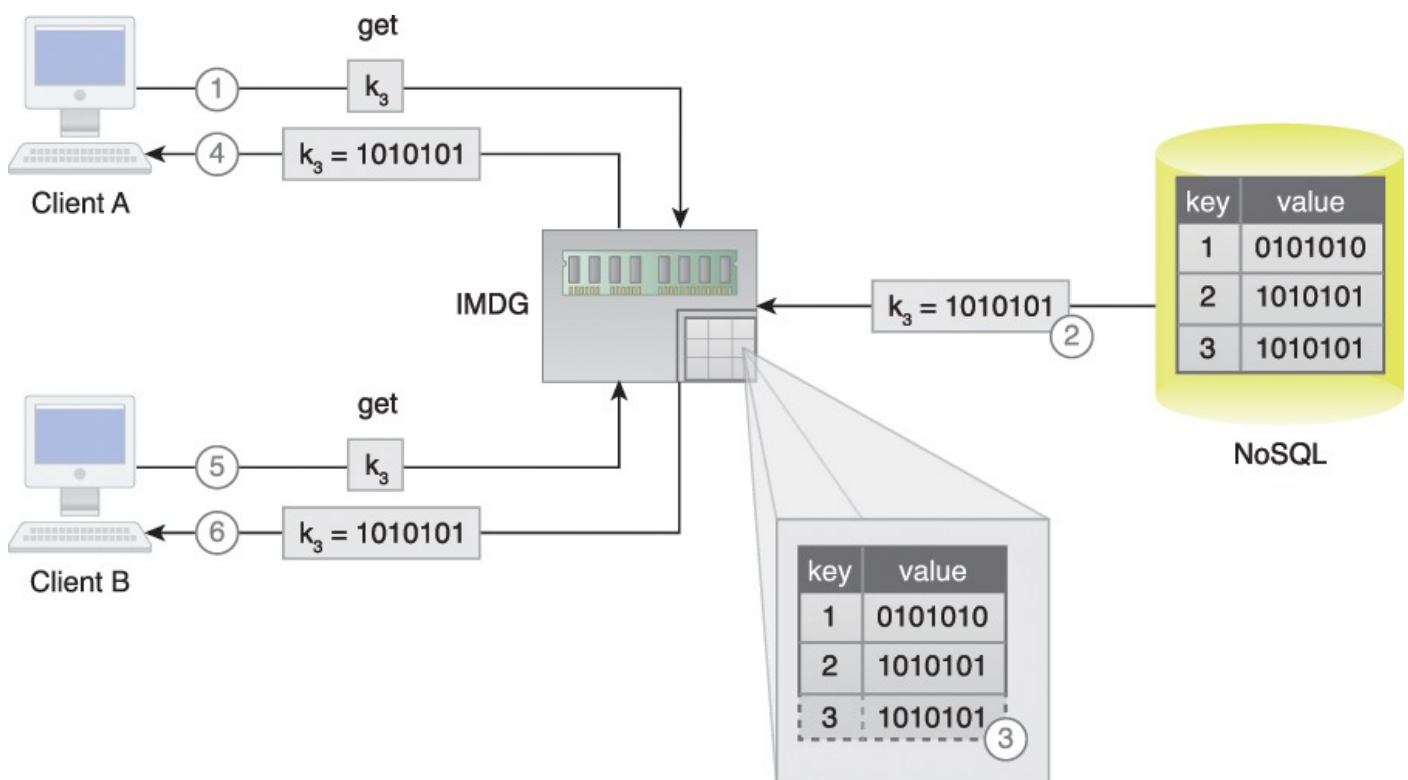 get
1
k₃
4
k₃ = 1010101
Client A
IMDG
k₃ = 1010101
2
key value
1 0101010
2 1010101
3 1010101
NoSQL
get
5
k₃
6
k₃ = 1010101
Client B
key value
1 0101010
2 1010101
3 1010101
3